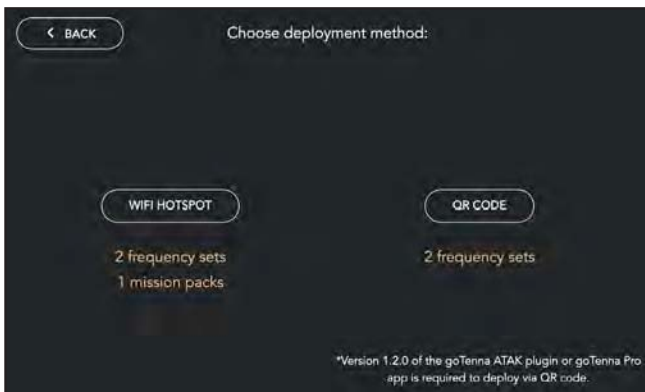 BACK
Choose deployment method:
WIFI HOTSPOT
QR CODE
2 frequency sets
2 frequency sets
1 mission packs
*Version 1.2.0 of the goTenna ATAK plugin or goTenna Pro
app is required to deploy via QR code.